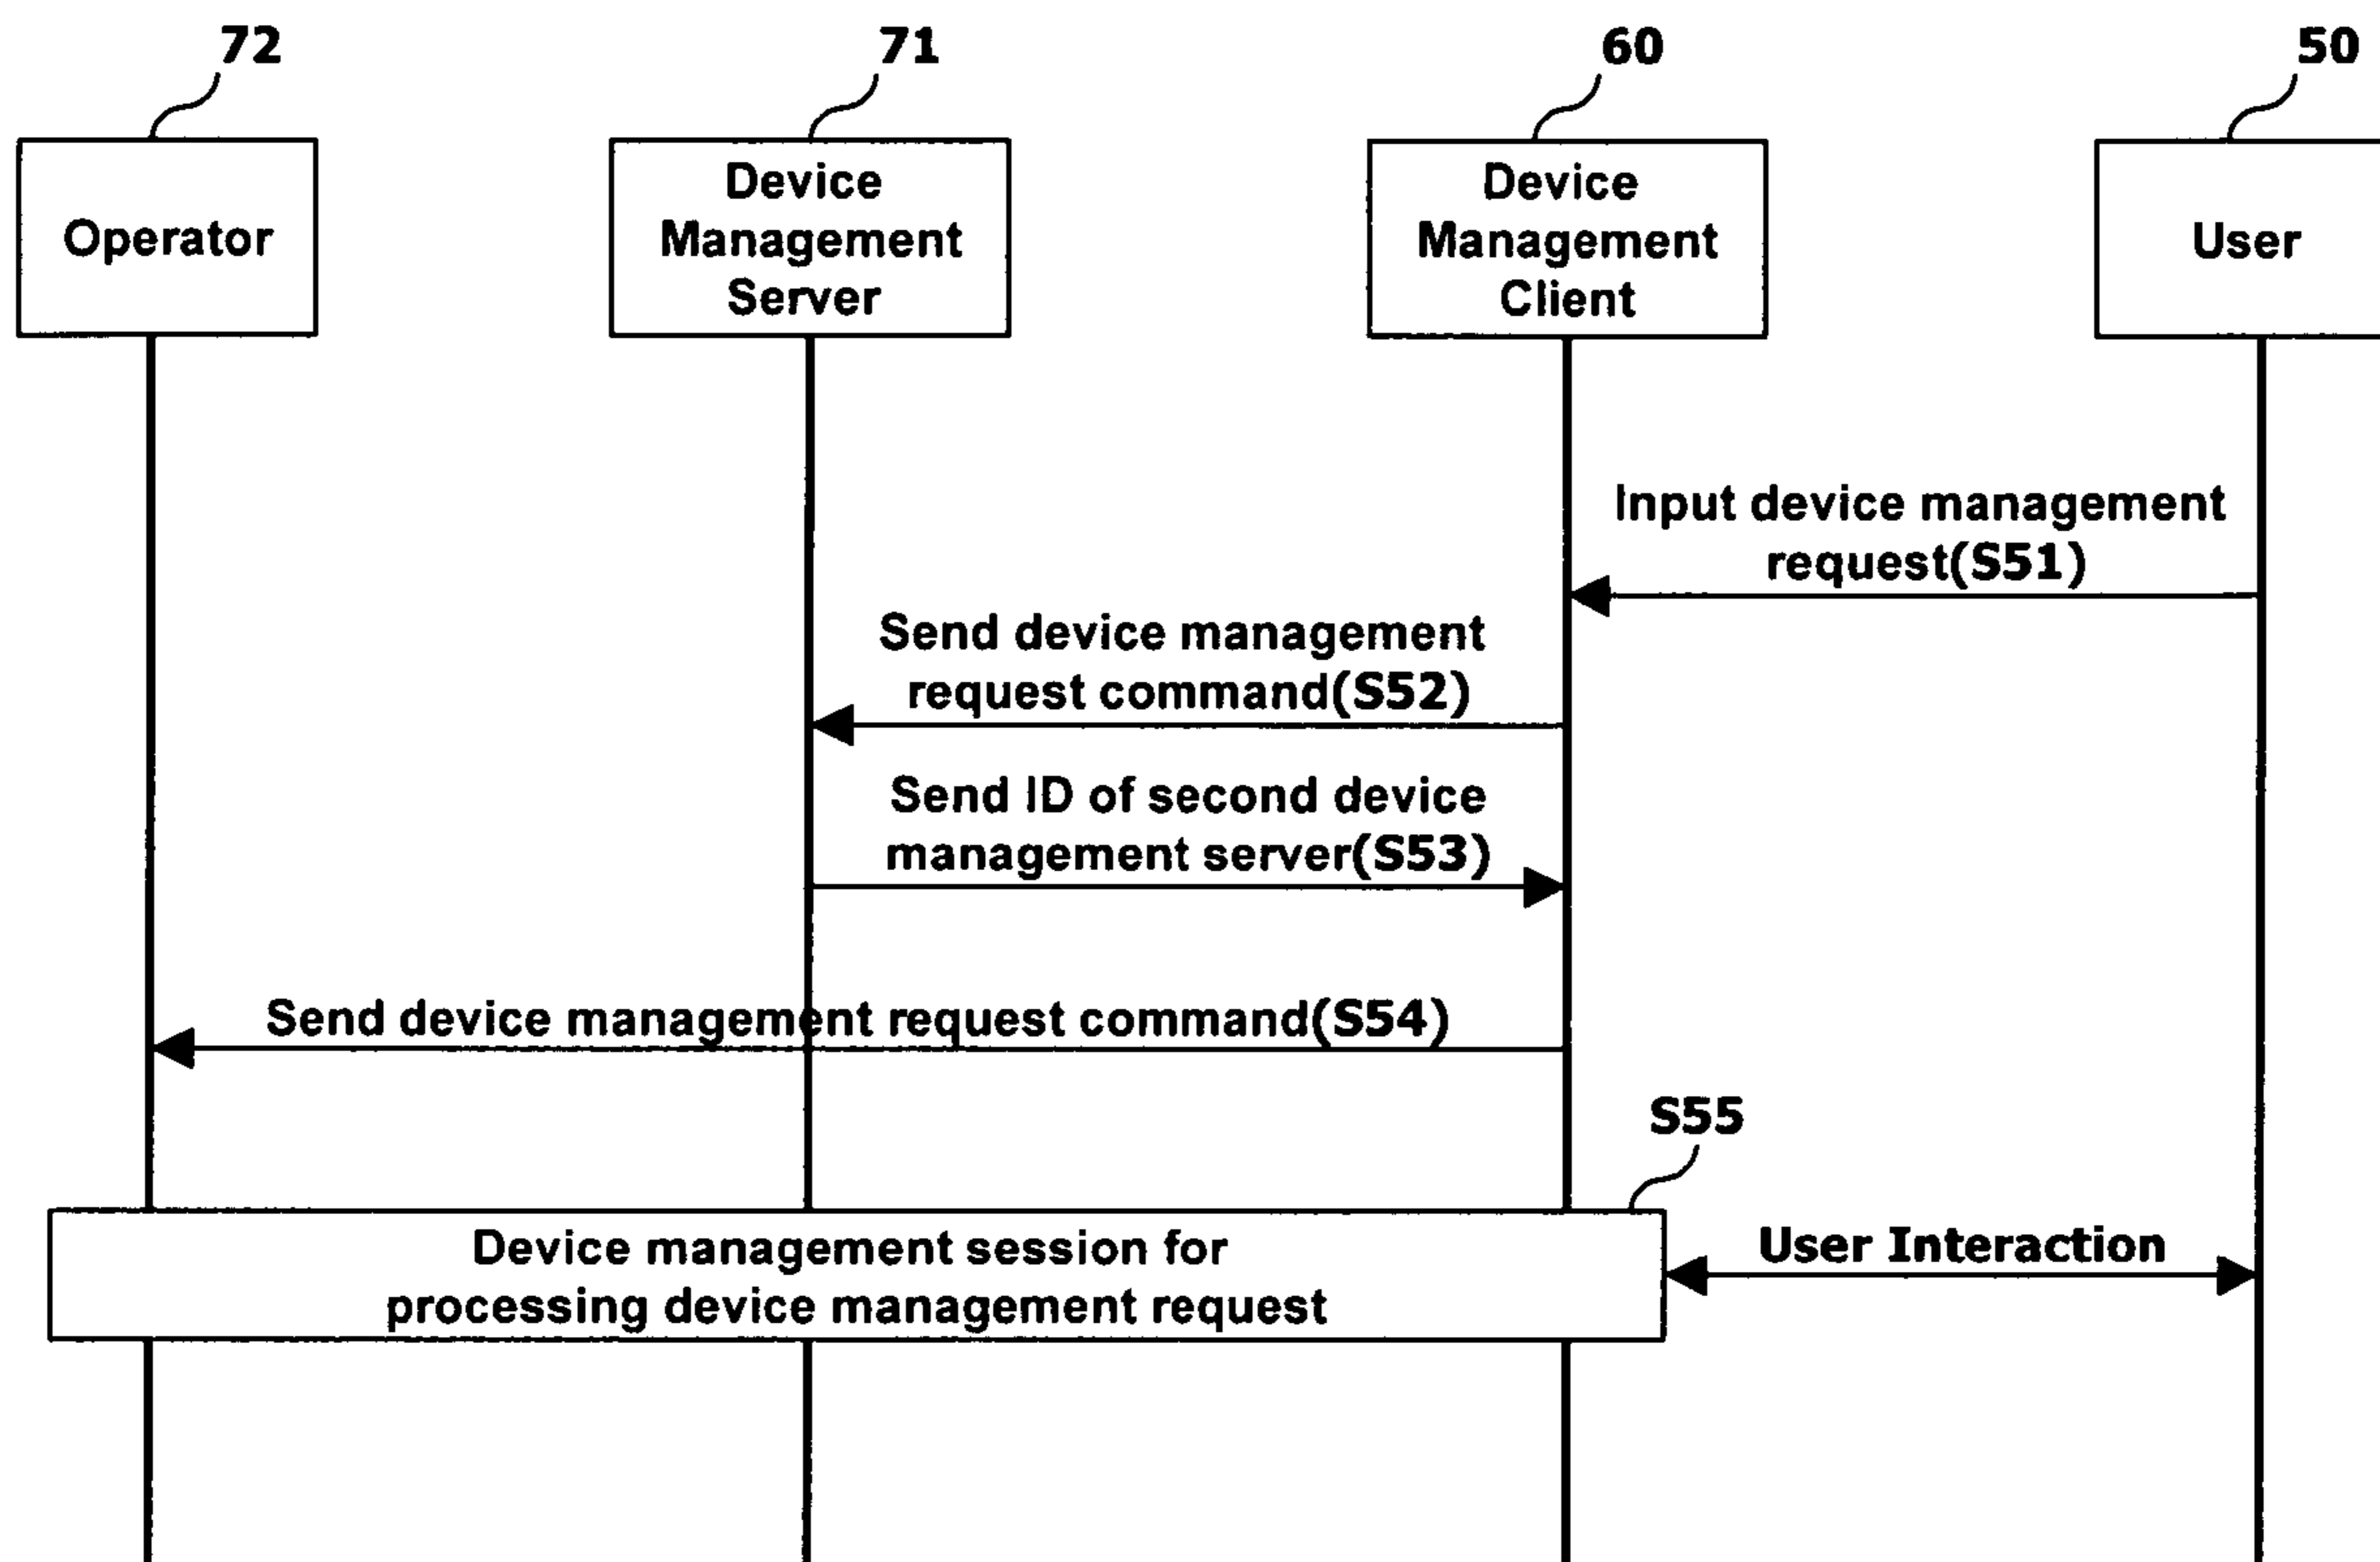 72
71
60
50
Operator
Device
Management
Server
Device
Management
Client
User
Input device management
request(S51)
Send device management
request command(S52)
Send ID of second device
management server(S53)
Send device management request command(S54)
S55
Device management session for
processing device management request
User Interaction